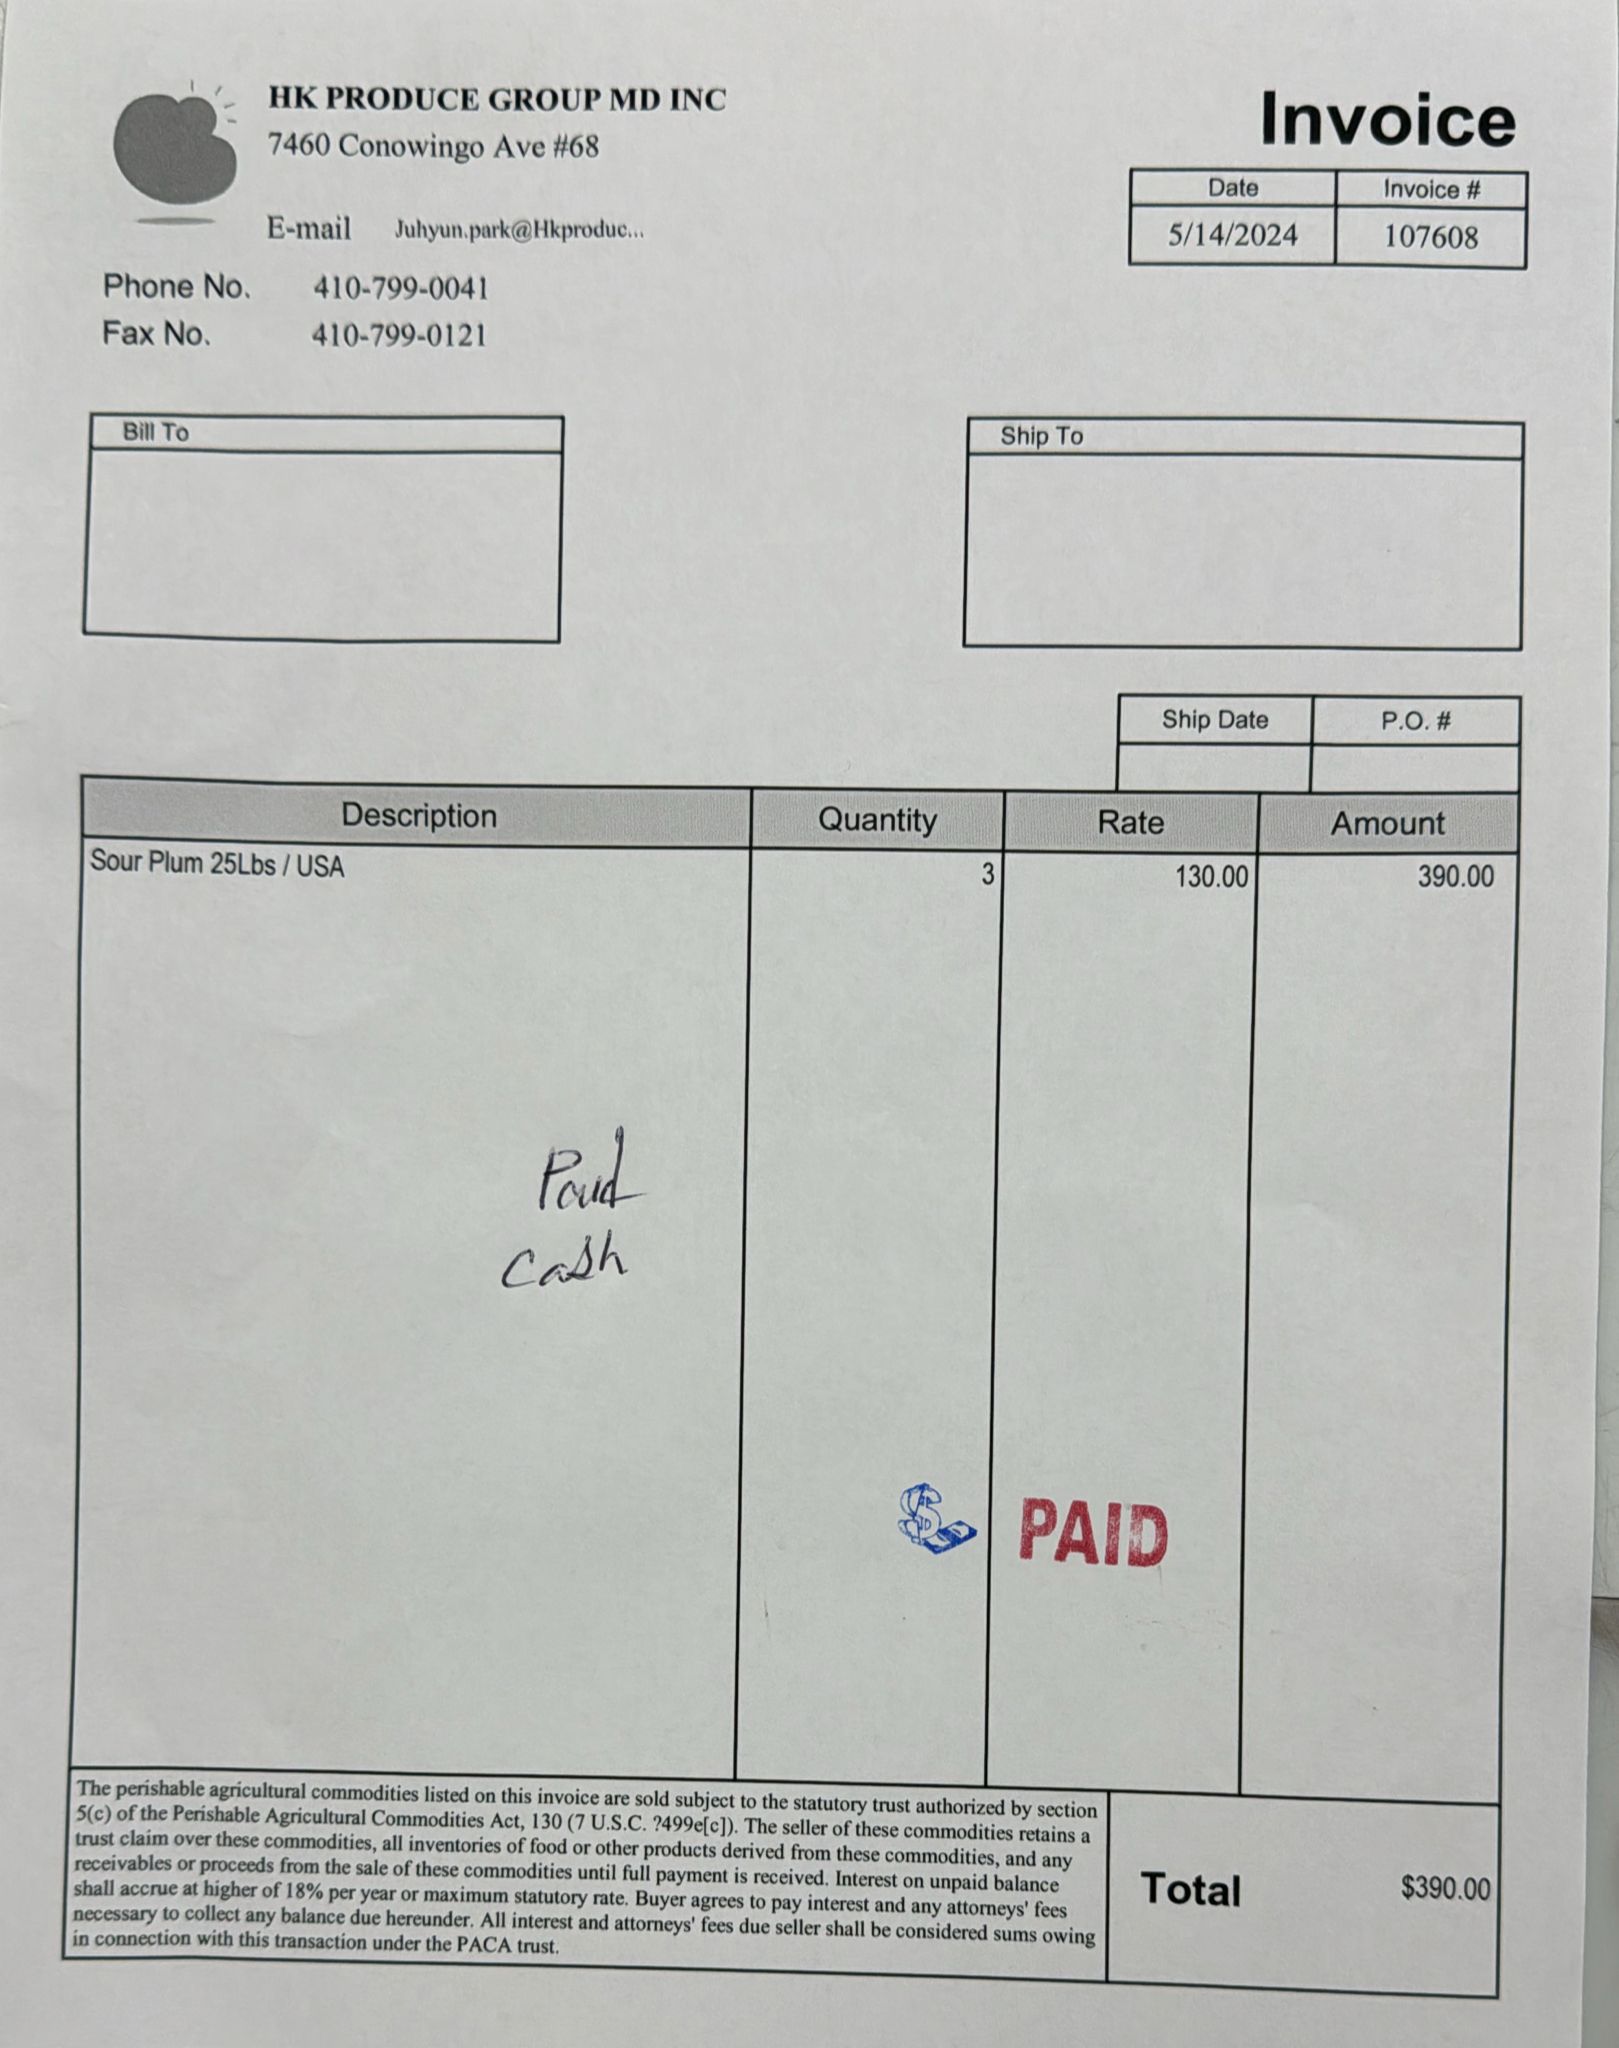 HK PRODUCE GROUP MD INC
7460 Conowingo Ave #68
E-mail Juhyun.park@Hkproduc...
Phone No. 410-799-0041
Fax No. 410-799-0121
Invoice
Date Invoice #
5/14/2024 107608
Bill To
Ship To
Ship Date P.O. #
Description Quantity Rate Amount
Sour Plum 25Lbs / USA 3 130.00 390.00
Paid
Cash
$ PAID
The perishable agricultural commodities listed on this invoice are sold subject to the statutory trust authorized by section
5(c) of the Perishable Agricultural Commodities Act, 130 (7 U.S.C. ?499e[c]). The seller of these commodities retains a
trust claim over these commodities, all inventories of food or other products derived from these commodities, and any
receivables or proceeds from the sale of these commodities until full payment is received. Interest on unpaid balance
shall accrue at higher of 18% per year or maximum statutory rate. Buyer agrees to pay interest and any attorneys' fees
necessary to collect any balance due hereunder. All interest and attorneys' fees due seller shall be considered sums owing
in connection with this transaction under the PACA trust.
Total $390.00